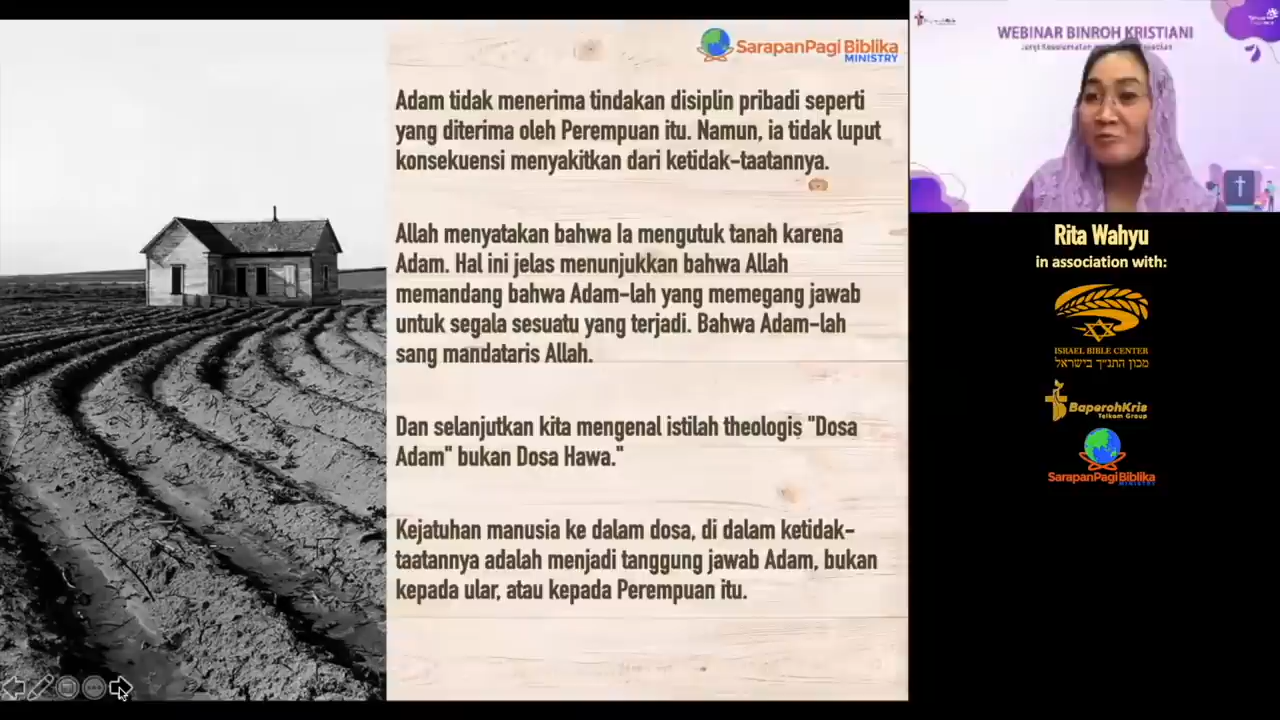 SarapanPagi Biblika
MINISTRY
Adam tidak menerima tindakan disiplin pribadi seperti
yang diterima oleh Perempuan itu. Namun, ia tidak luput
konsekuensi menyakitkan dari ketidak-taatannya.
Allah menyatakan bahwa Ia mengutuk tanah karena
Adam. Hal ini jelas menunjukkan bahwa Allah
memandang bahwa Adam-lah yang memegang jawab
untuk segala sesuatu yang terjadi. Bahwa Adam-lah
sang mandataris Allah.
Dan selanjutkan kita mengenal istilah theologis "Dosa
Adam" bukan Dosa Hawa."
Kejatuhan manusia ke dalam dosa, di dalam ketidak-
taatannya adalah menjadi tanggung jawab Adam, bukan
kepada ular, atau kepada Perempuan itu.
WEBINAR BINROH KRISTIANI
Rita Wahyu
in association with:
ISRAEL BIBLE CENTER
מכון התנ״ך בישראל
BaperohKris
Telkom Group
SarapanPagi Biblika
MINISTRY